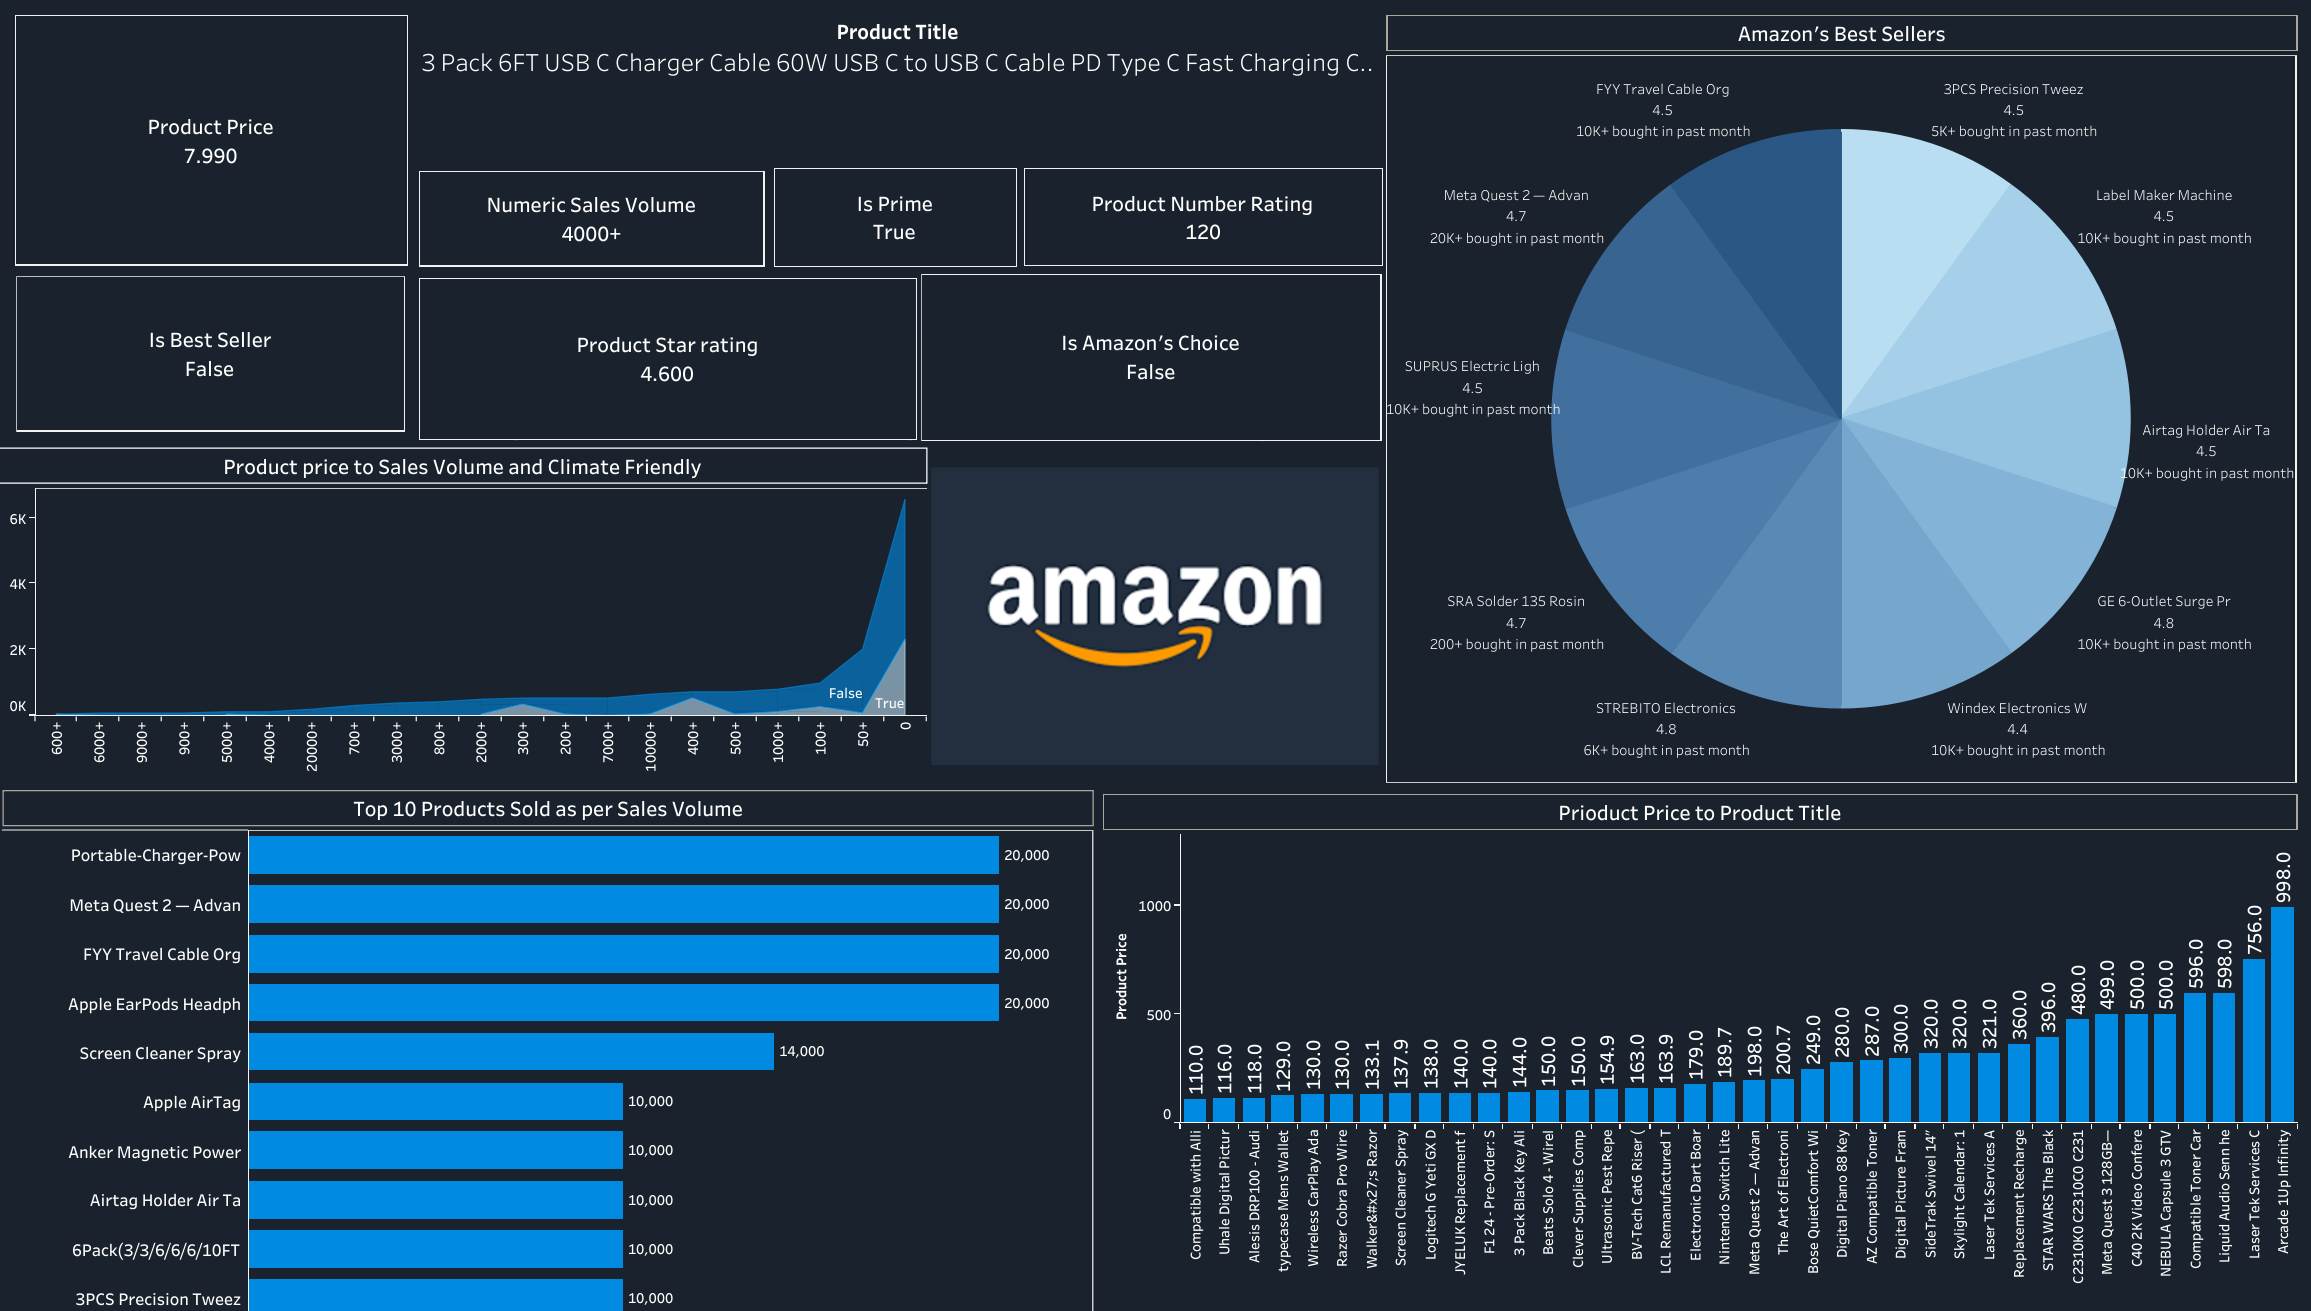 Product Price
7.990
Product Title
3 Pack 6FT USB C Charger Cable 60W USB C to USB C Cable PD Type C Fast Charging C..
Numeric Sales Volume
4000+
Is Prime
True
Product Number Rating
120
Is Best Seller
False
Product Star rating
4.600
Is Amazon's Choice
False
Amazon's Best Sellers
FYY Travel Cable Org
4.5
10K+ bought in past month
3PCS Precision Tweez
4.5
5K+ bought in past month
Meta Quest 2 — Advan
4.7
20K+ bought in past month
Label Maker Machine
4.5
10K+ bought in past month
SUPRUS Electric Ligh
4.5
10K+ bought in past month
Airtag Holder Air Ta
4.5
10K+ bought in past month
SRA Solder 135 Rosin
4.7
200+ bought in past month
GE 6-Outlet Surge Pr
4.8
10K+ bought in past month
STREBITO Electronics
4.8
6K+ bought in past month
Windex Electronics W
4.4
10K+ bought in past month
Product price to Sales Volume and Climate Friendly
6K
4K
2K
0K
False
True
600+
6000+
9000+
900+
5000+
4000+
20000+
700+
3000+
800+
2000+
300+
200+
7000+
10000+
400+
500+
1000+
100+
50+
0
amazon
Top 10 Products Sold as per Sales Volume
Portable-Charger-Pow
20,000
Meta Quest 2 — Advan
20,000
FYY Travel Cable Org
20,000
Apple EarPods Headph
20,000
Screen Cleaner Spray
14,000
Apple AirTag
10,000
Anker Magnetic Power
10,000
Airtag Holder Air Ta
10,000
6Pack(3/3/6/6/6/10FT
10,000
3PCS Precision Tweez
10,000
Prioduct Price to Product Title
Product Price
1000
500
0
110.0
116.0
118.0
129.0
130.0
130.0
133.1
137.9
138.0
140.0
140.0
144.0
150.0
150.0
154.9
163.0
163.9
179.0
189.7
198.0
200.7
249.0
280.0
287.0
300.0
320.0
320.0
321.0
360.0
396.0
480.0
499.0
500.0
500.0
596.0
598.0
756.0
998.0
Compatible with Alli
Uhale Digital Pictur
Alesis DRP100 - Audi
typecase Mens Wallet
Wireless CarPlay Ada
Razer Cobra Pro Wire
Walker&#x27;s Razor
Screen Cleaner Spray
Logitech G Yeti GX D
JYELUK Replacement f
F1 24 - Pre-Order: S
3 Pack Black Key Ali
Beats Solo 4 - Wirel
Clever Supplies Comp
Ultrasonic Pest Repe
BV-Tech Cat6 Riser (
LCL Remanufactured T
Electronic Dart Boar
Nintendo Switch Lite
Meta Quest 2 — Advan
The Art of Electroni
Bose QuietComfort Wi
Digital Piano 88 Key
AZ Compatible Toner
Digital Picture Fram
SideTrak Swivel 14"
Skylight Calendar: 1
Laser Tek Services A
Replacement Recharge
STAR WARS The Black
C2310K0 C2310C0 C231
Meta Quest 3 128GB—
C40 2K Video Confere
NEBULA Capsule 3 GTV
Compatible Toner Car
Liquid Audio Senn he
Laser Tek Services C
Arcade 1Up Infinity